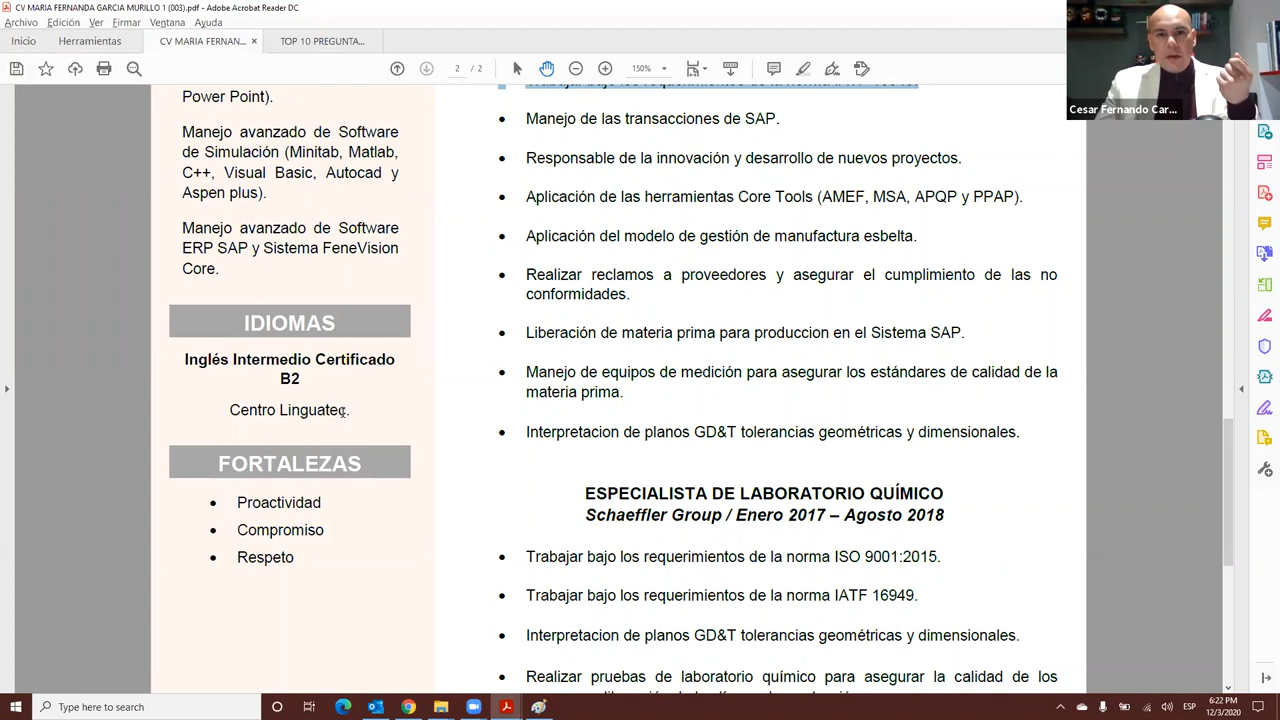 CV MARIA FERNANDA GARCIA MURILLO 1 (003).pdf - Adobe Acrobat Reader DC
Archivo Edición Ver Firmar Ventana Ayuda
Inicio Herramientas CV MARIA FERNAN... × TOP 10 PREGUNTA...
2 / 2 150%
Cesar Fernando Car...
Power Point).
Manejo avanzado de Software
de Simulación (Minitab, Matlab,
C++, Visual Basic, Autocad y
Aspen plus).
Manejo avanzado de Software
ERP SAP y Sistema FeneVision
Core.
IDIOMAS
Inglés Intermedio Certificado
B2
Centro Linguatec.
FORTALEZAS
• Proactividad
• Compromiso
• Respeto
• Manejo de las transacciones de SAP.
• Responsable de la innovación y desarrollo de nuevos proyectos.
• Aplicación de las herramientas Core Tools (AMEF, MSA, APQP y PPAP).
• Aplicación del modelo de gestión de manufactura esbelta.
• Realizar reclamos a proveedores y asegurar el cumplimiento de las no
conformidades.
• Liberación de materia prima para produccion en el Sistema SAP.
• Manejo de equipos de medición para asegurar los estándares de calidad de la
materia prima.
• Interpretacion de planos GD&T tolerancias geométricas y dimensionales.
ESPECIALISTA DE LABORATORIO QUÍMICO
Schaeffler Group / Enero 2017 – Agosto 2018
• Trabajar bajo los requerimientos de la norma ISO 9001:2015.
• Trabajar bajo los requerimientos de la norma IATF 16949.
• Interpretacion de planos GD&T tolerancias geométricas y dimensionales.
• Realizar pruebas de laboratorio químico para asegurar la calidad de los
Type here to search
ESP
6:22 PM
12/3/2020